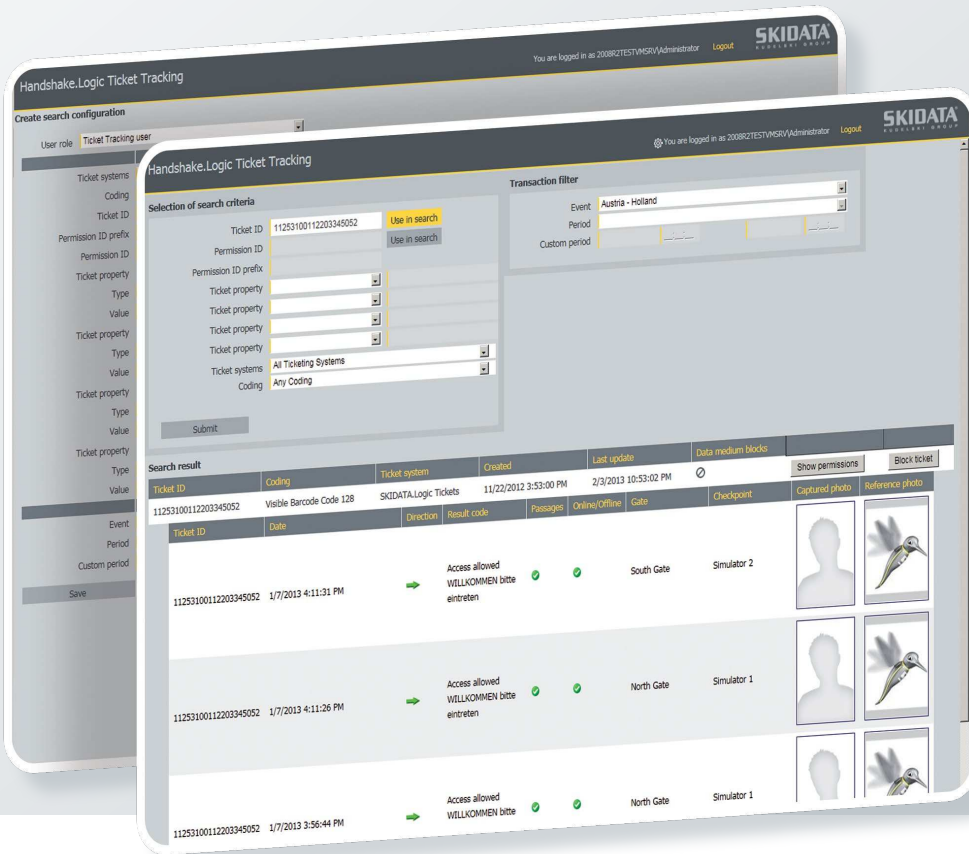 Handshake.Logic Ticket Tracking
You are logged in as 2008R2TESTVMSRV\Administrator Logout
SKIDATA
KUDELSKI GROUP
Create search configuration
User role Ticket Tracking user
Ticket systems
Coding
Ticket ID
Permission ID prefix
Permission ID
Ticket property
Type
Value
Ticket property
Type
Value
Ticket property
Type
Value
Ticket property
Type
Value
Event
Period
Custom period
Save
Handshake.Logic Ticket Tracking
You are logged in as 2008R2TESTVMSRV\Administrator Logout
SKIDATA
KUDELSKI GROUP
Selection of search criteria
Ticket ID 11253100112203345052 Use in search
Permission ID Use in search
Permission ID prefix
Ticket property
Ticket property
Ticket property
Ticket property
Ticket systems All Ticketing Systems
Coding Any Coding
Submit
Transaction filter
Event Austria - Holland
Period
Custom period __:__:__ __:__:__
Search result
Ticket ID Coding Ticket system Created Last update Data medium blocks
11253100112203345052 Visible Barcode Code 128 SKIDATA.Logic Tickets 11/22/2012 3:53:00 PM 2/3/2013 10:53:02 PM Show permissions Block ticket
Ticket ID Date Direction Result code Passages Online/Offline Gate Checkpoint Captured photo Reference photo
11253100112203345052 1/7/2013 4:11:31 PM Access allowed South Gate Simulator 2
WILLKOMMEN bitte
eintreten
11253100112203345052 1/7/2013 4:11:26 PM Access allowed North Gate Simulator 1
WILLKOMMEN bitte
eintreten
11253100112203345052 1/7/2013 3:56:44 PM Access allowed North Gate Simulator 1
WILLKOMMEN bitte
eintreten